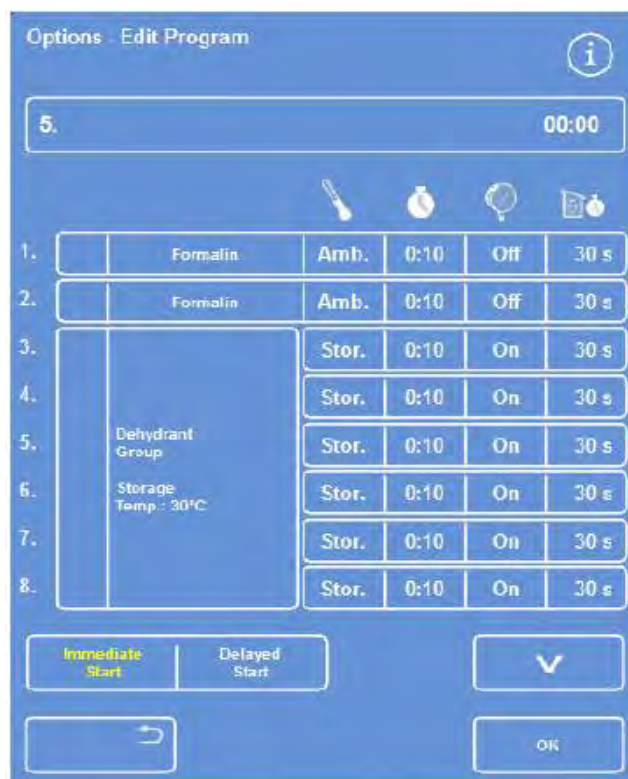 Options - Edit Program
i
5. 00:00
1. Formalin Amb. 0:10 Off 30 s
2. Formalin Amb. 0:10 Off 30 s
3. Stor. 0:10 On 30 s
4. Stor. 0:10 On 30 s
5. Dehydrant Group Stor. 0:10 On 30 s
6. Storage Temp.: 30°C Stor. 0:10 On 30 s
7. Stor. 0:10 On 30 s
8. Stor. 0:10 On 30 s
Immediate Start Delayed Start
OK